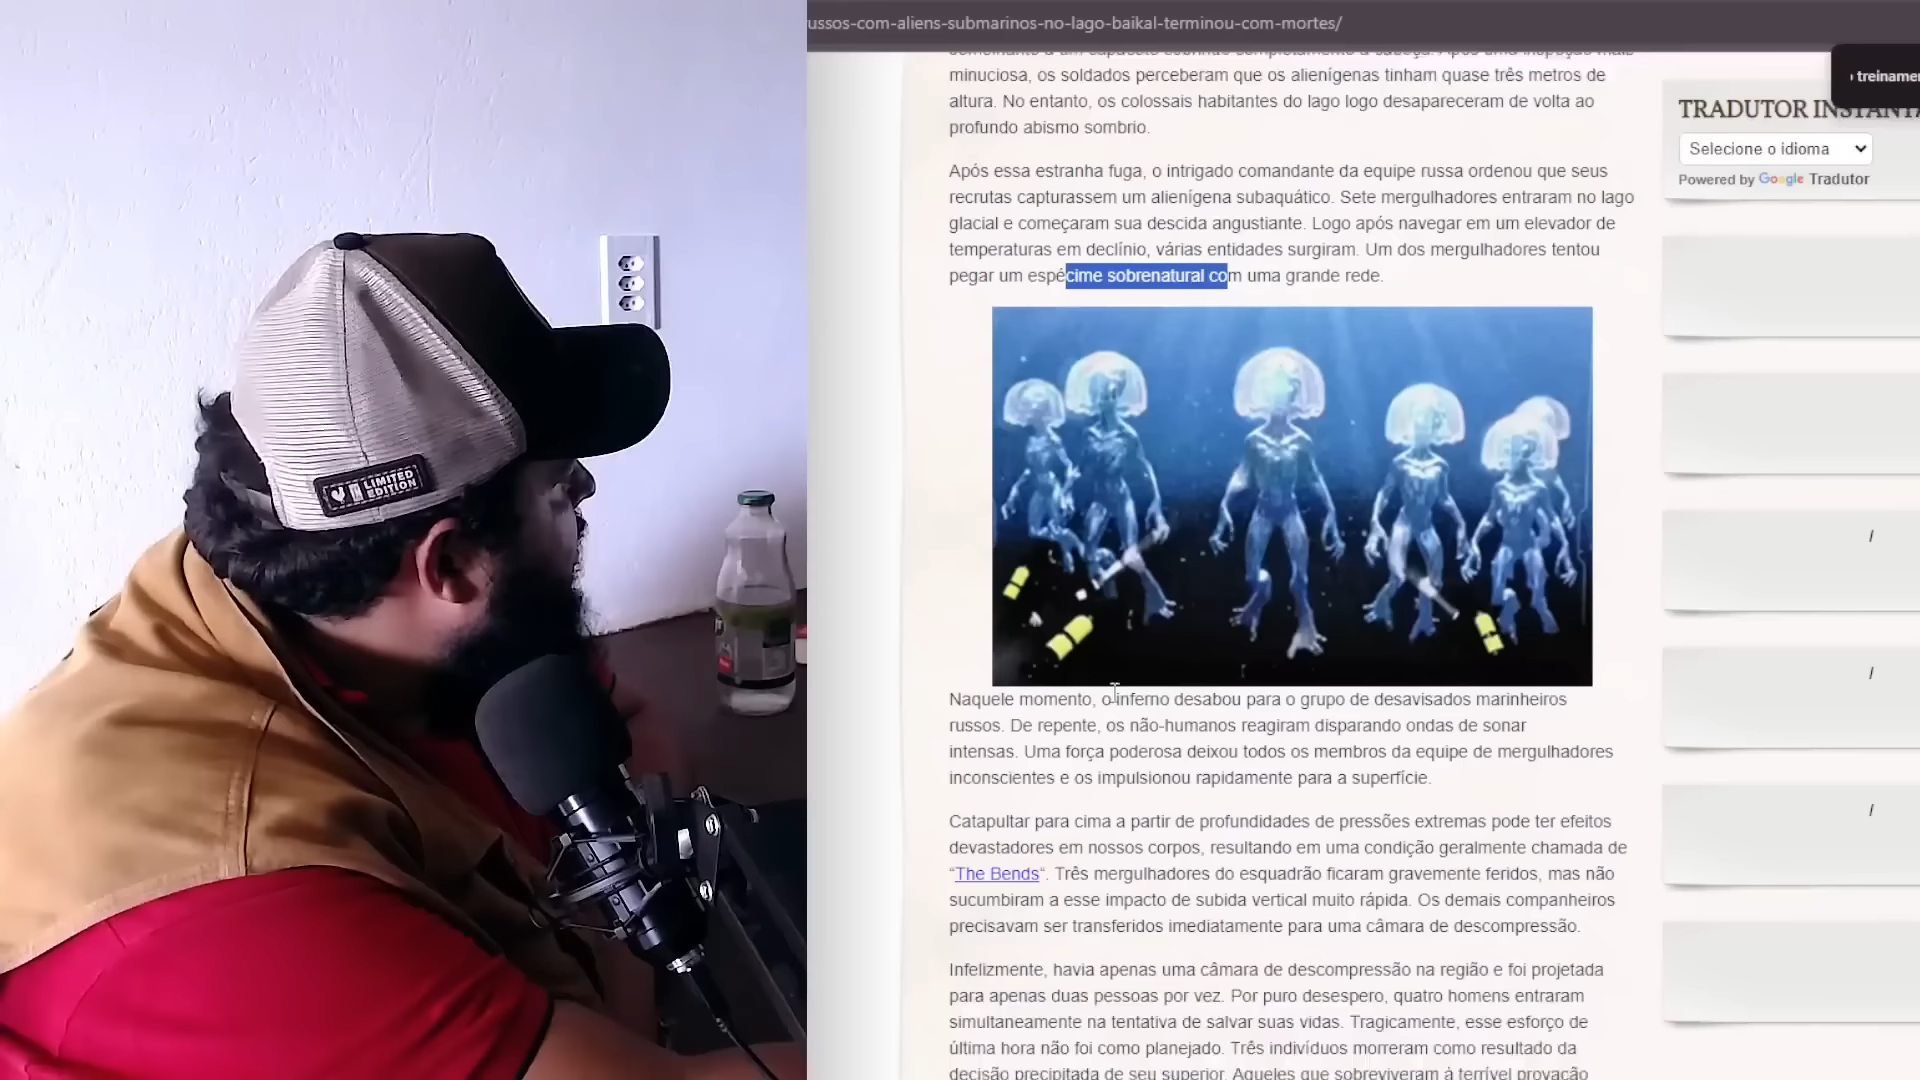 ussos-com-aliens-submarinos-no-lago-baikal-terminou-com-mortes/
minuciosa, os soldados perceberam que os alienígenas tinham quase três metros de
altura. No entanto, os colossais habitantes do lago logo desapareceram de volta ao
profundo abismo sombrio.
Após essa estranha fuga, o intrigado comandante da equipe russa ordenou que seus
recrutas capturassem um alienígena subaquático. Sete mergulhadores entraram no lago
glacial e começaram sua descida angustiante. Logo após navegar em um elevador de
temperaturas em declínio, várias entidades surgiram. Um dos mergulhadores tentou
pegar um espécime sobrenatural com uma grande rede.
Naquele momento, o inferno desabou para o grupo de desavisados marinheiros
russos. De repente, os não-humanos reagiram disparando ondas de sonar
intensas. Uma força poderosa deixou todos os membros da equipe de mergulhadores
inconscientes e os impulsionou rapidamente para a superfície.
Catapultar para cima a partir de profundidades de pressões extremas pode ter efeitos
devastadores em nossos corpos, resultando em uma condição geralmente chamada de
“The Bends“. Três mergulhadores do esquadrão ficaram gravemente feridos, mas não
sucumbiram a esse impacto de subida vertical muito rápida. Os demais companheiros
precisavam ser transferidos imediatamente para uma câmara de descompressão.
Infelizmente, havia apenas uma câmara de descompressão na região e foi projetada
para apenas duas pessoas por vez. Por puro desespero, quatro homens entraram
simultaneamente na tentativa de salvar suas vidas. Tragicamente, esse esforço de
última hora não foi como planejado. Três indivíduos morreram como resultado da
decisão precipitada de seu superior. Aqueles que sobreviveram à terrível provação
treiname
TRADUTOR INSTANTÂ
Selecione o idioma
Powered by Google Tradutor
/
/
/
LIMITED
EDITION